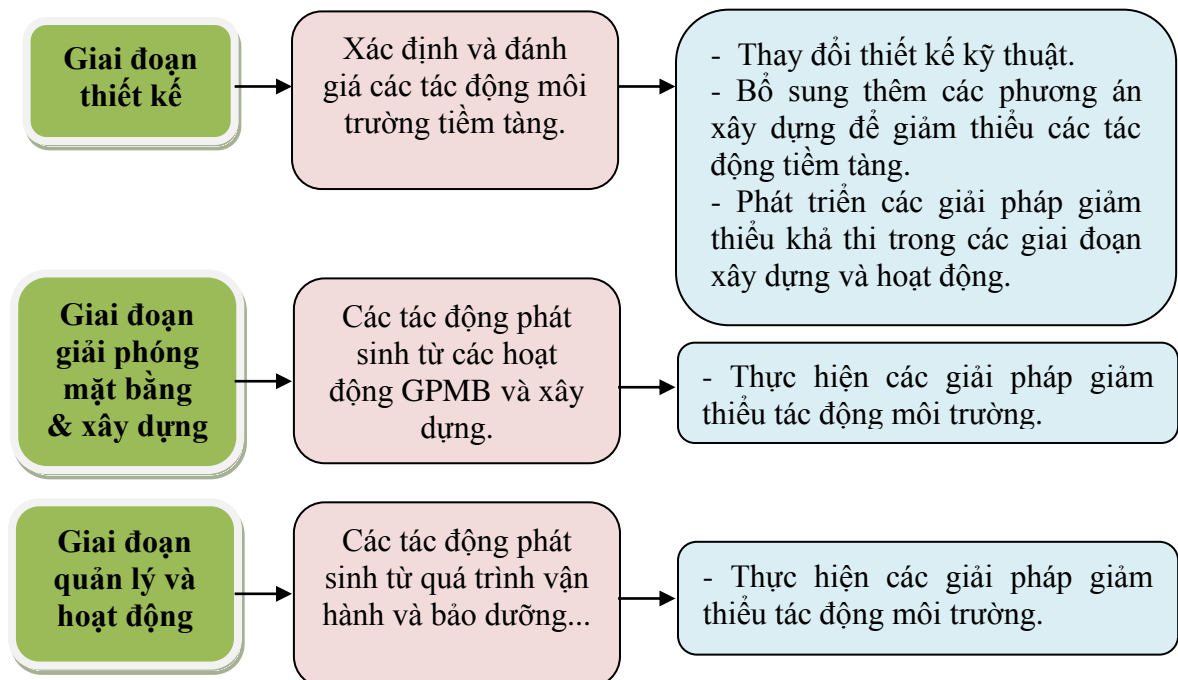 Giai đoạn
thiết kế
Xác định và đánh
giá các tác động môi
trường tiềm tàng.
- Thay đổi thiết kế kỹ thuật.
- Bổ sung thêm các phương án
xây dựng để giảm thiểu các tác
động tiềm tàng.
- Phát triển các giải pháp giảm
thiểu khả thi trong các giai đoạn
xây dựng và hoạt động.
Giai đoạn
giải phóng
mặt bằng
& xây dựng
Các tác động phát
sinh từ các hoạt
động GPMB và xây
dựng.
- Thực hiện các giải pháp giảm
thiểu tác động môi trường.
Giai đoạn
quản lý và
hoạt động
Các tác động phát
sinh từ quá trình vận
hành và bảo dưỡng...
- Thực hiện các giải pháp giảm
thiểu tác động môi trường.